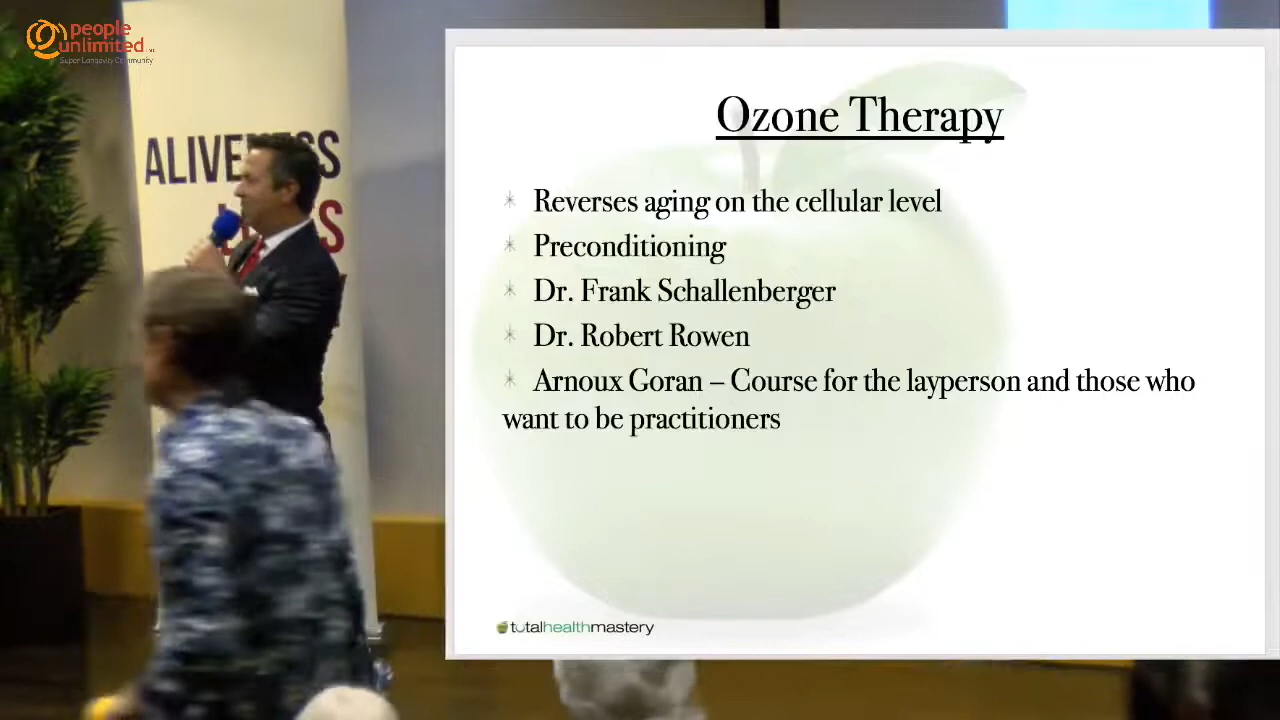 people
unlimited
Super Longevity Community
ALIVENESS
Ozone Therapy
Reverses aging on the cellular level
Preconditioning
Dr. Frank Schallenberger
Dr. Robert Rowen
Arnoux Goran – Course for the layperson and those who
want to be practitioners
totalhealthmastery